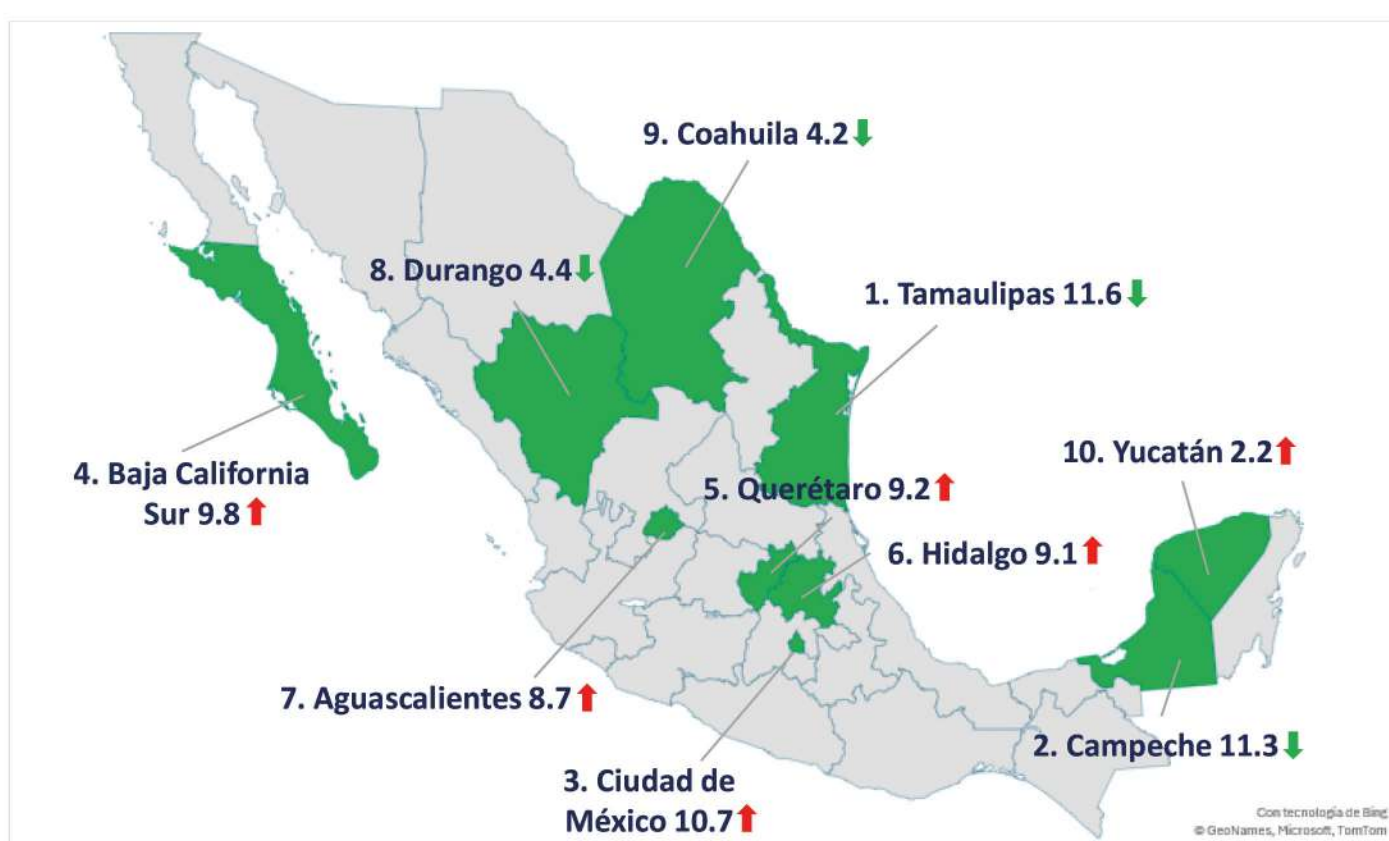 9. Coahuila 4.2
8. Durango 4.4
1. Tamaulipas 11.6
4. Baja California
Sur 9.8
10. Yucatán 2.2
5. Querétaro 9.2
6. Hidalgo 9.1
7. Aguascalientes 8.7
2. Campeche 11.3
3. Ciudad de
México 10.7
Con tecnología de Bing
© GeoNames, Microsoft, TomTom